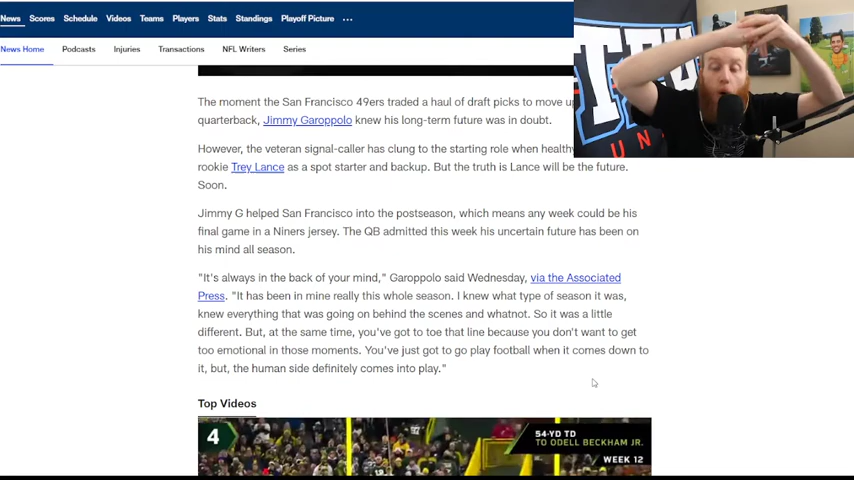 News Scores Schedule Videos Teams Players Stats Standings Playoff Picture ...
News Home Podcasts Injuries Transactions NFL Writers Series
The moment the San Francisco 49ers traded a haul of draft picks to move
quarterback, Jimmy Garoppolo knew his long-term future was in doubt.
However, the veteran signal-caller has clung to the starting role when healthy
rookie Trey Lance as a spot starter and backup. But the truth is Lance will be the future.
Soon.
Jimmy G helped San Francisco into the postseason, which means any week could be his
final game in a Niners jersey. The QB admitted this week his uncertain future has been on
his mind all season.
"It's always in the back of your mind," Garoppolo said Wednesday, via the Associated
Press. "It has been in mine really this whole season. I knew what type of season it was,
knew everything that was going on behind the scenes and whatnot. So it was a little
different. But, at the same time, you've got to toe that line because you don't want to get
too emotional in those moments. You've just got to go play football when it comes down to
it, but, the human side definitely comes into play."
Top Videos
4
54-YD TD
TO ODELL BECKHAM JR.
WEEK 12